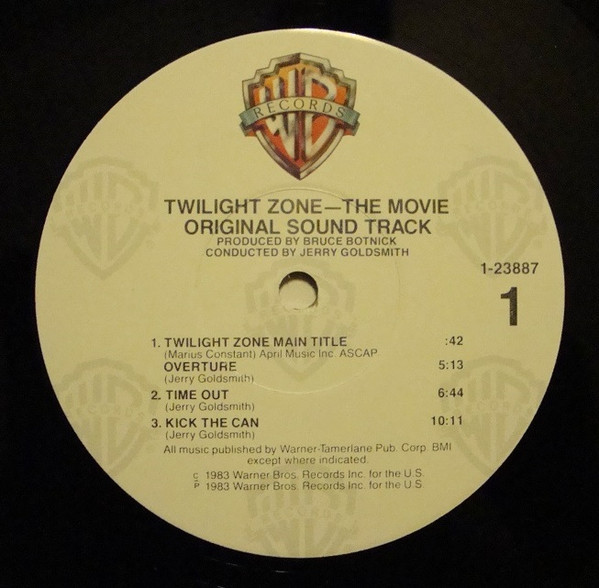 RECORDS
TWILIGHT ZONE—THE MOVIE
ORIGINAL SOUND TRACK
PRODUCED BY BRUCE BOTNICK
CONDUCTED BY JERRY GOLDSMITH
1-23887
1
1. TWILIGHT ZONE MAIN TITLE :42
(Marius Constant) April Music Inc. ASCAP
OVERTURE 5:13
(Jerry Goldsmith)
2. TIME OUT 6:44
(Jerry Goldsmith)
3. KICK THE CAN 10:11
(Jerry Goldsmith)
All music published by Warner-Tamerlane Pub. Corp. BMI
except where indicated.
© 1983 Warner Bros. Records Inc. for the U.S.
℗ 1983 Warner Bros. Records Inc. for the U.S.